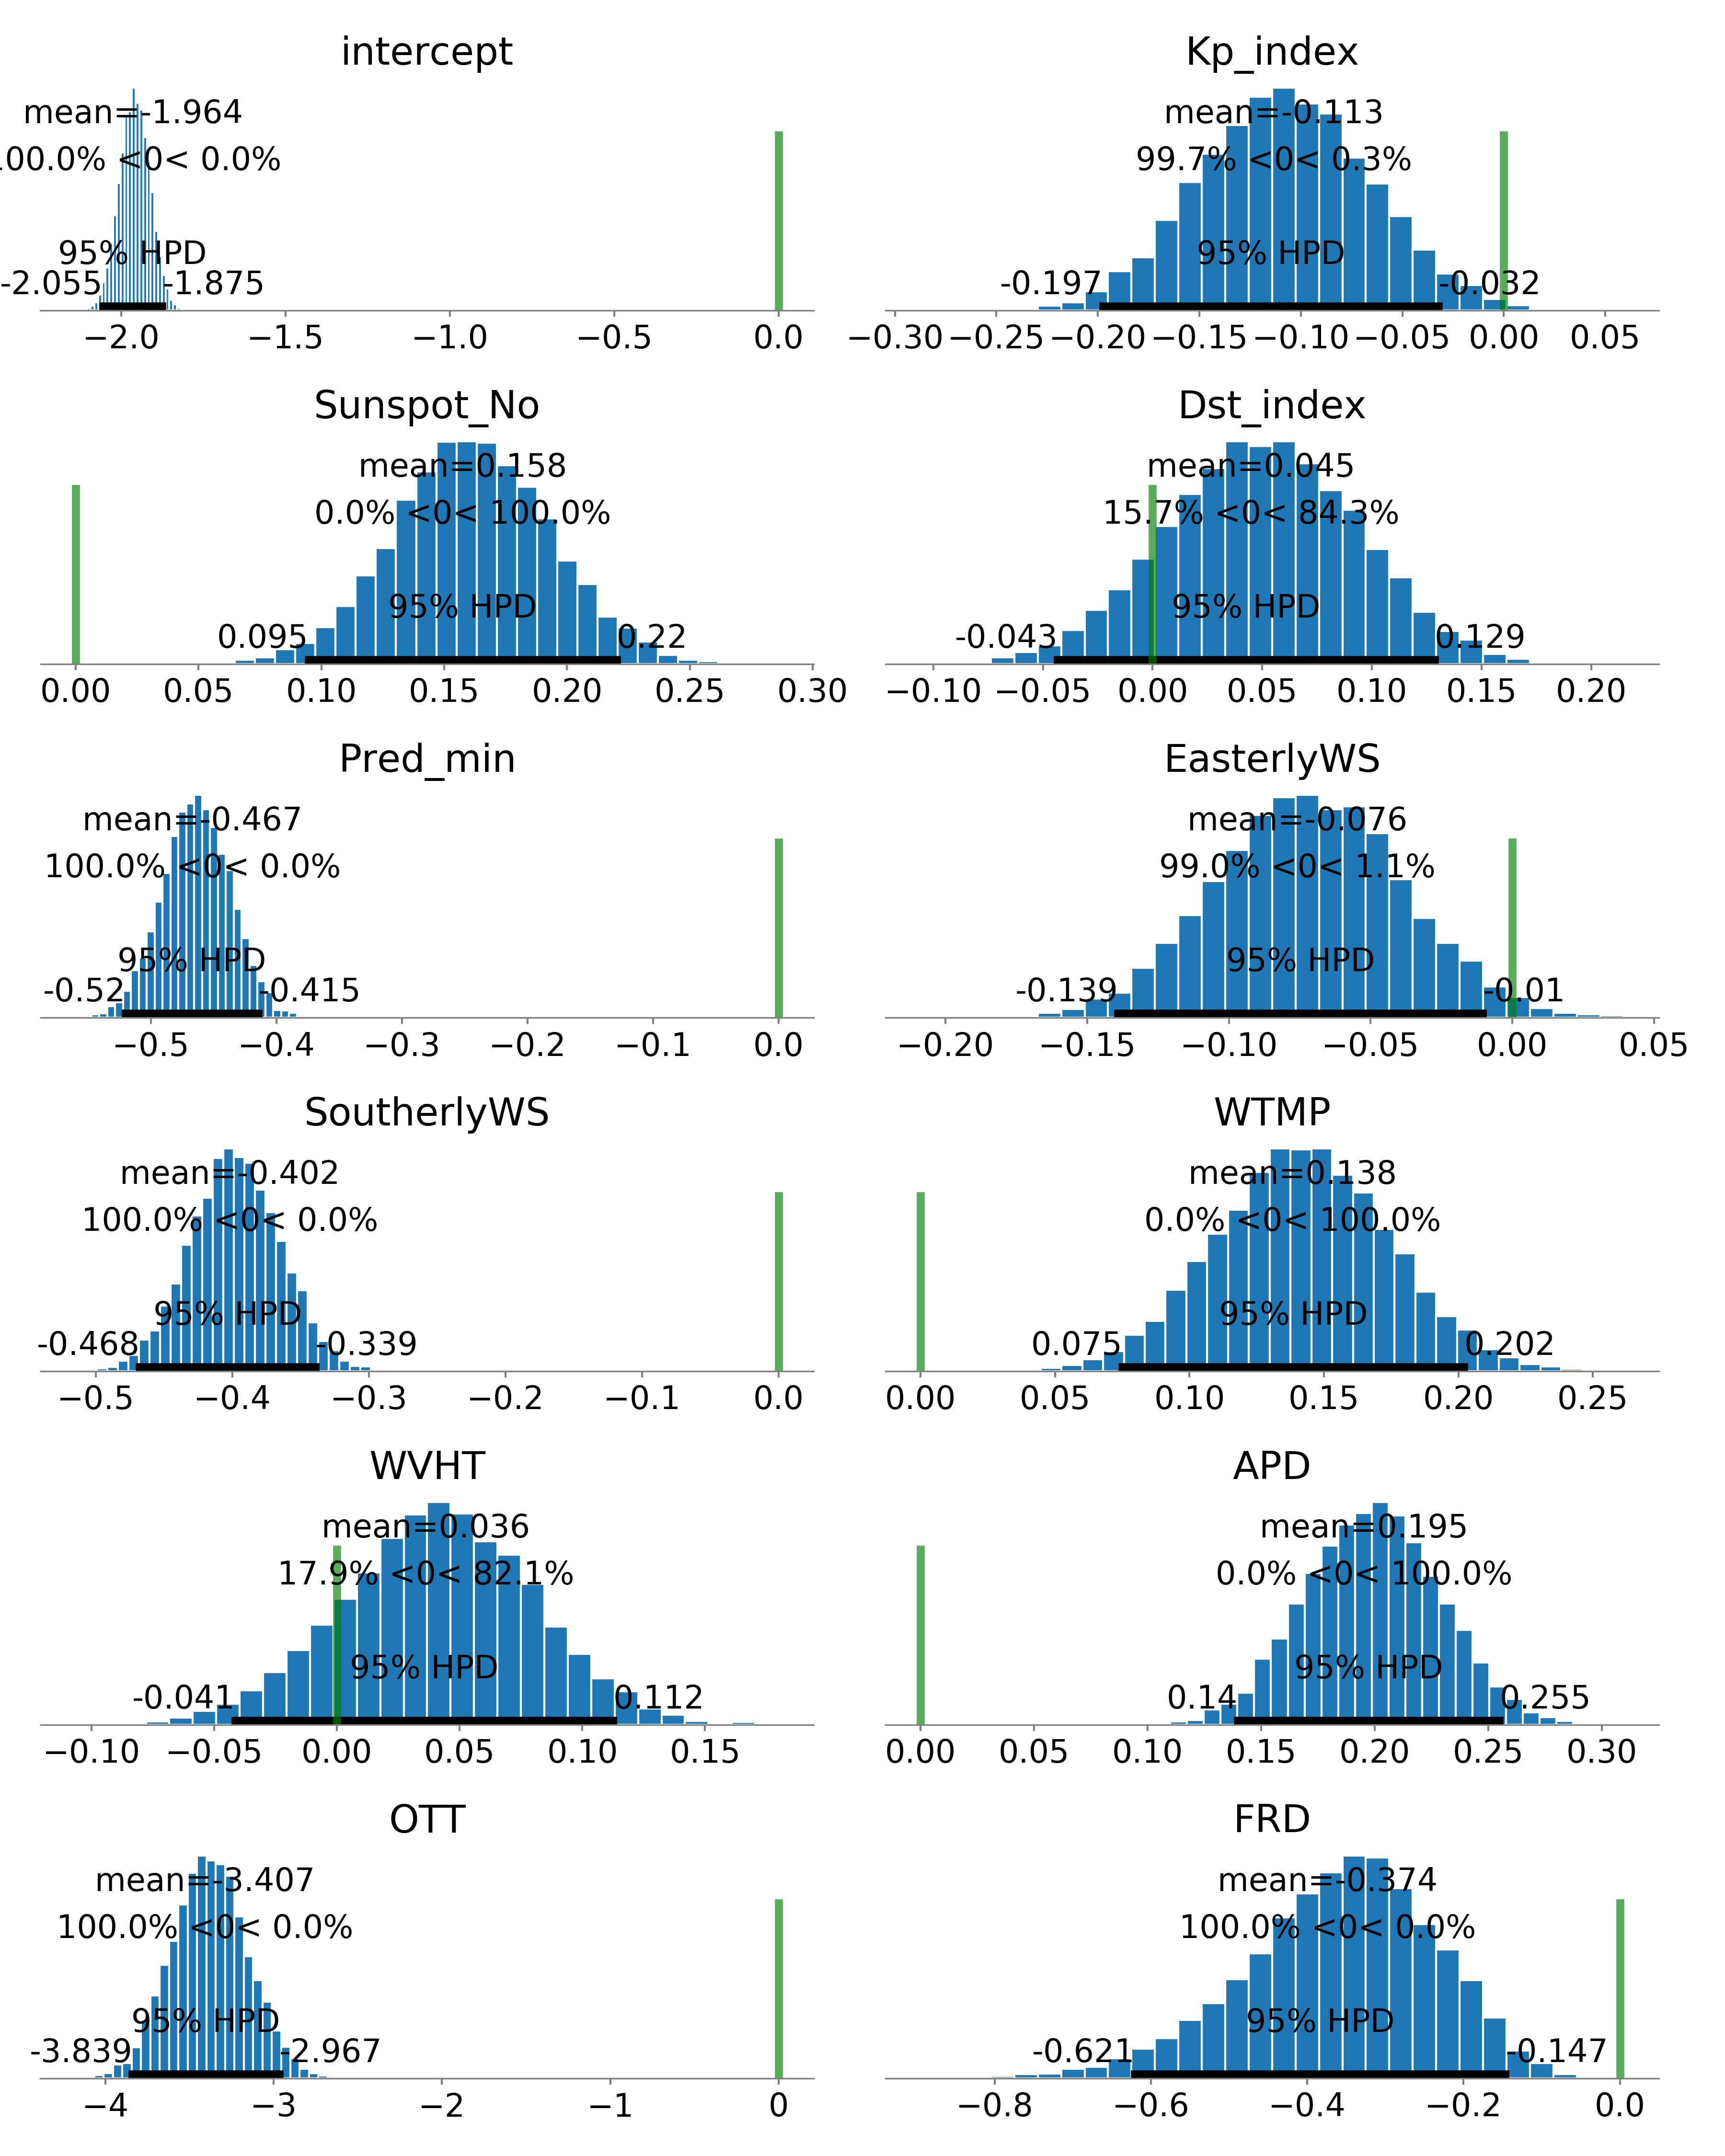 intercept
mean=-1.964
00.0% <0< 0.0%
95% HPD
-2.055 -1.875
−2.0 −1.5 −1.0 −0.5 0.0
Kp_index
mean=-0.113
99.7% <0< 0.3%
95% HPD
-0.197 -0.032
−0.30 −0.25 −0.20 −0.15 −0.10 −0.05 0.00 0.05
Sunspot_No
mean=0.158
0.0% <0< 100.0%
95% HPD
0.095 0.22
0.00 0.05 0.10 0.15 0.20 0.25 0.30
Dst_index
mean=0.045
15.7% <0< 84.3%
95% HPD
-0.043 0.129
−0.10 −0.05 0.00 0.05 0.10 0.15 0.20
Pred_min
mean=-0.467
100.0% <0< 0.0%
95% HPD
-0.52 -0.415
−0.5 −0.4 −0.3 −0.2 −0.1 0.0
EasterlyWS
mean=-0.076
99.0% <0< 1.1%
95% HPD
-0.139 -0.01
−0.20 −0.15 −0.10 −0.05 0.00 0.05
SoutherlyWS
mean=-0.402
100.0% <0< 0.0%
95% HPD
-0.468 -0.339
−0.5 −0.4 −0.3 −0.2 −0.1 0.0
WTMP
mean=0.138
0.0% <0< 100.0%
95% HPD
0.075 0.202
0.00 0.05 0.10 0.15 0.20 0.25
WVHT
mean=0.036
17.9% <0< 82.1%
95% HPD
-0.041 0.112
−0.10 −0.05 0.00 0.05 0.10 0.15
APD
mean=0.195
0.0% <0< 100.0%
95% HPD
0.14 0.255
0.00 0.05 0.10 0.15 0.20 0.25 0.30
OTT
mean=-3.407
100.0% <0< 0.0%
95% HPD
-3.839 -2.967
−4 −3 −2 −1 0
FRD
mean=-0.374
100.0% <0< 0.0%
95% HPD
-0.621 -0.147
−0.8 −0.6 −0.4 −0.2 0.0